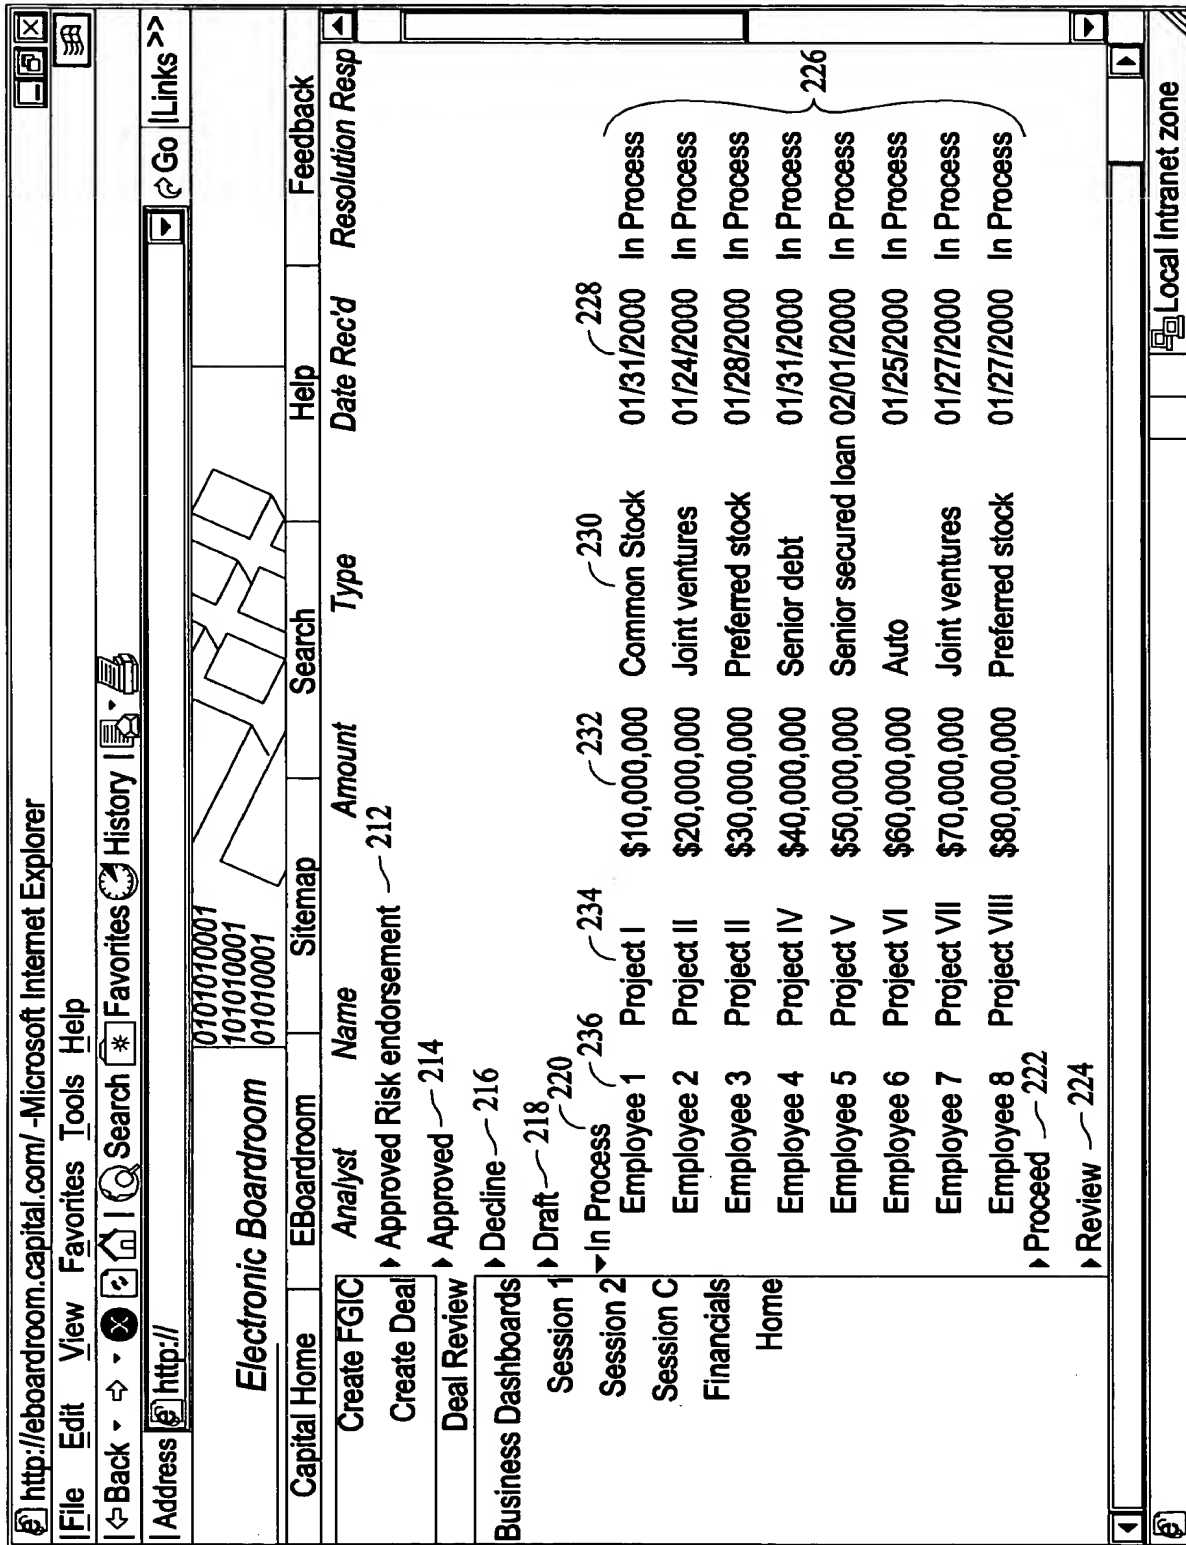 http://eboardroom.capital.com/ -Microsoft Internet Explorer
File Edit View Favorites Tools Help
Back Search Favorites History
Address http:// Go Links >>
Electronic Boardroom
0101010001
101010001
01010001
Capital Home EBoardroom Sitemap Search Help Feedback
Create FGIC
Create Deal
Deal Review
Business Dashboards
Session 1
Session 2
Session C
Financials
Home
Analyst Name Amount Type Date Rec'd Resolution Resp
Approved Risk endorsement 212
Approved 214
Decline 216
Draft 218
In Process 220
236 234 232 230 228
Employee 1 Project I $10,000,000 Common Stock 01/31/2000 In Process
Employee 2 Project II $20,000,000 Joint ventures 01/24/2000 In Process
Employee 3 Project II $30,000,000 Preferred stock 01/28/2000 In Process
Employee 4 Project IV $40,000,000 Senior debt 01/31/2000 In Process
Employee 5 Project V $50,000,000 Senior secured loan 02/01/2000 In Process
Employee 6 Project VI $60,000,000 Auto 01/25/2000 In Process
Employee 7 Project VII $70,000,000 Joint ventures 01/27/2000 In Process
Employee 8 Project VIII $80,000,000 Preferred stock 01/27/2000 In Process
226
Proceed 222
Review 224
Local Intranet zone